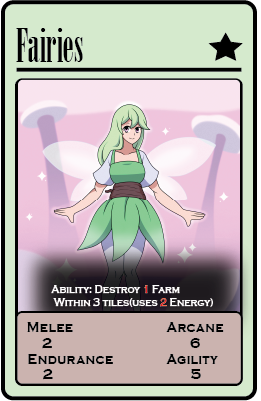 Fairies
Ability: Destroy 1 Farm
Within 3 tiles(uses 2 Energy)
Melee Arcane
2 6
Endurance Agility
2 5